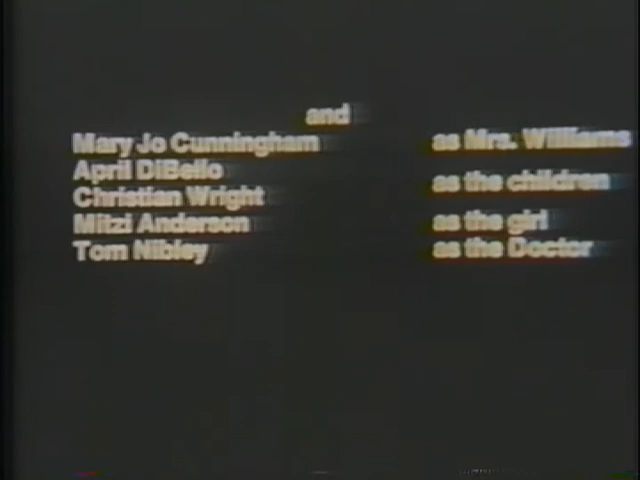 and
Mary Jo Cunningham as Mrs. Williams
April DiBello
as the children
Christian Wright
Mitzi Anderson as the girl
Tom Nibley as the Doctor